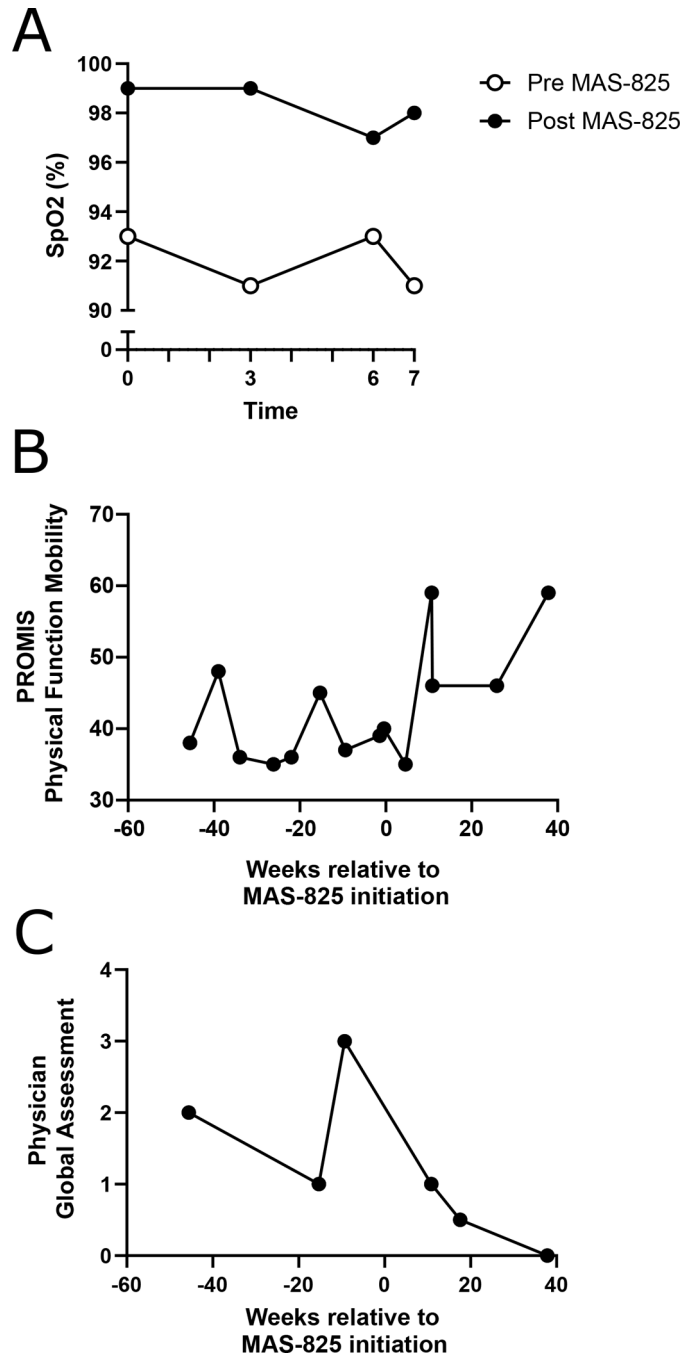 A
100
98
96
94
92
90
0
SpO2 (%)
0 3 6 7
Time
Pre MAS-825
Post MAS-825
B
70
60
50
40
30
PROMIS
Physical Function Mobility
-60 -40 -20 0 20 40
Weeks relative to
MAS-825 initiation
C
4
3
2
1
0
Physician
Global Assessment
-60 -40 -20 0 20 40
Weeks relative to
MAS-825 initiation